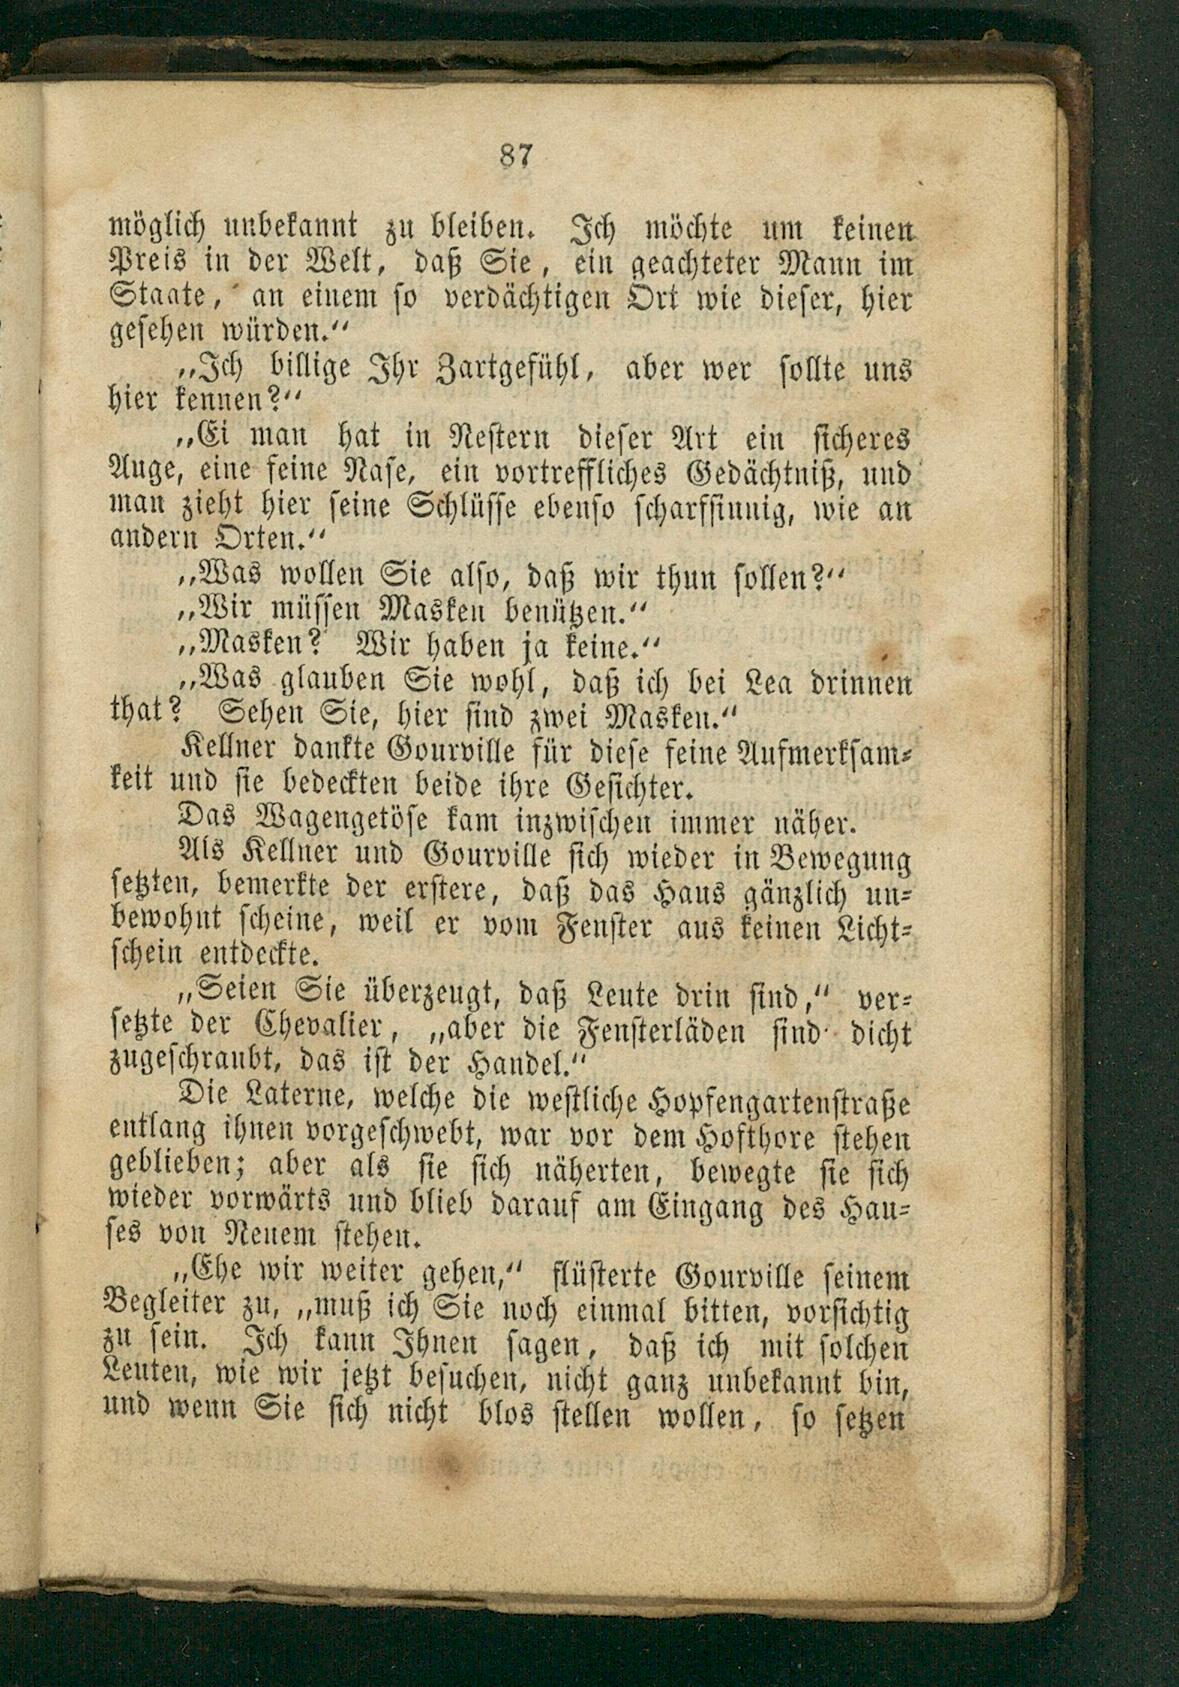 87
möglich unbekannt zu bleiben. Ich möchte um keinen
Preis in der Welt, daß Sie, ein geachteter Mann im
Staate, an einem so verdächtigen Ort wie dieser, hier
gesehen würden.“
„Ich billige Ihr Zartgefühl, aber wer sollte uns
hier kennen?“
„Ei man hat in Nestern dieser Art ein sicheres
Auge, eine feine Nase, ein vortreffliches Gedächtniß, und
man zieht hier seine Schlüsse ebenso scharfsinnig, wie an
andern Orten.“
„Was wollen Sie also, daß wir thun sollen?“
„Wir müssen Masken benützen.“
„Masken? Wir haben ja keine.“
„Was glauben Sie wohl, daß ich bei Lea drinnen
that? Sehen Sie, hier sind zwei Masken.“
Kellner dankte Gourville für diese feine Aufmerksam-
keit und sie bedeckten beide ihre Gesichter.
Das Wagengetöse kam inzwischen immer näher.
Als Kellner und Gourville sich wieder in Bewegung
setzten, bemerkte der erstere, daß das Haus gänzlich un-
bewohnt scheine, weil er vom Fenster aus keinen Licht-
schein entdeckte.
„Seien Sie überzeugt, daß Leute drin sind,“ ver-
setzte der Chevalier, „aber die Fensterläden sind dicht
zugeschraubt, das ist der Handel.“
Die Laterne, welche die westliche Hopfengartenstraße
entlang ihnen vorgeschwebt, war vor dem Hofthore stehen
geblieben; aber als sie sich näherten, bewegte sie sich
wieder vorwärts und blieb darauf am Eingang des Hau-
ses von Neuem stehen.
„Ehe wir weiter gehen,“ flüsterte Gourville seinem
Begleiter zu, „muß ich Sie noch einmal bitten, vorsichtig
zu sein. Ich kann Ihnen sagen, daß ich mit solchen
Leuten, wie wir jetzt besuchen, nicht ganz unbekannt bin,
und wenn Sie sich nicht blos stellen wollen, so setzen